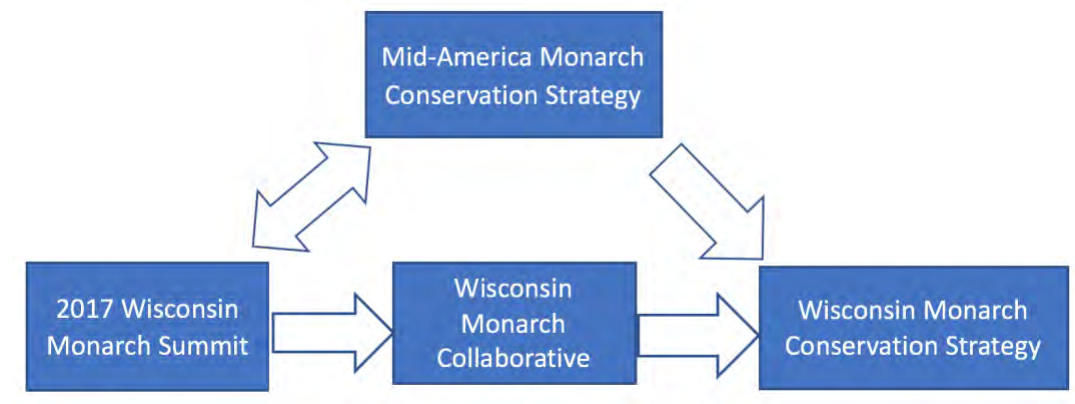 Mid-America Monarch
Conservation Strategy
2017 Wisconsin
Monarch Summit
Wisconsin
Monarch
Collaborative
Wisconsin Monarch
Conservation Strategy